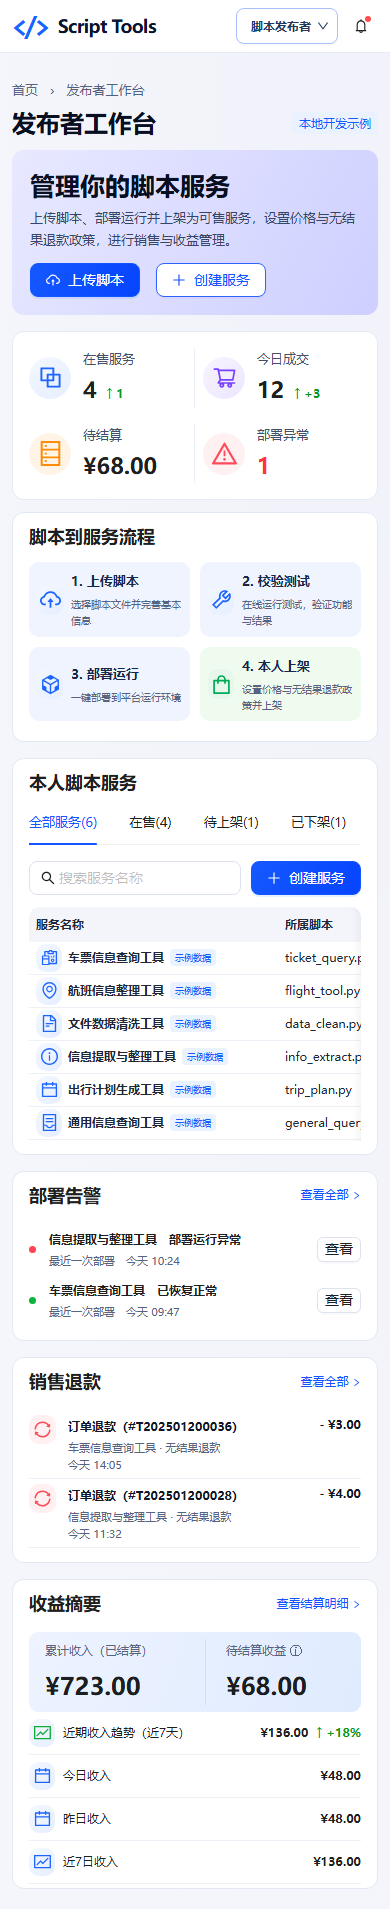 Script Tools
脚本发布者
首页 › 发布者工作台
发布者工作台
本地开发示例
管理你的脚本服务
上传脚本、部署运行并上架为可售服务，设置价格与无结
果退款政策，进行销售与收益管理。
上传脚本
+ 创建服务
在售服务
4 ↑1
今日成交
12 ↑+3
待结算
¥68.00
部署异常
1
脚本到服务流程
1. 上传脚本
选择脚本文件并完善基本
信息
2. 校验测试
在线运行测试，验证功能
与结果
3. 部署运行
一键部署到平台运行环境
4. 本人上架
设置价格与无结果退款政
策并上架
本人脚本服务
全部服务(6) 在售(4) 待上架(1) 已下架(1)
搜索服务名称
+ 创建服务
服务名称 所属脚本
车票信息查询工具 示例数据 ticket_query.p
航班信息整理工具 示例数据 flight_tool.py
文件数据清洗工具 示例数据 data_clean.py
信息提取与整理工具 示例数据 info_extract.p
出行计划生成工具 示例数据 trip_plan.py
通用信息查询工具 示例数据 general_quer
部署告警
查看全部 >
信息提取与整理工具 部署运行异常
最近一次部署 今天 10:24
查看
车票信息查询工具 已恢复正常
最近一次部署 今天 09:47
查看
销售退款
查看全部 >
订单退款（#T202501200036） - ¥3.00
车票信息查询工具 · 无结果退款
今天 14:05
订单退款（#T202501200028） - ¥4.00
信息提取与整理工具 · 无结果退款
今天 11:32
收益摘要
查看结算明细 >
累计收入（已结算）
¥723.00
待结算收益
¥68.00
近期收入趋势（近7天） ¥136.00 ↑+18%
今日收入 ¥48.00
昨日收入 ¥48.00
近7日收入 ¥136.00